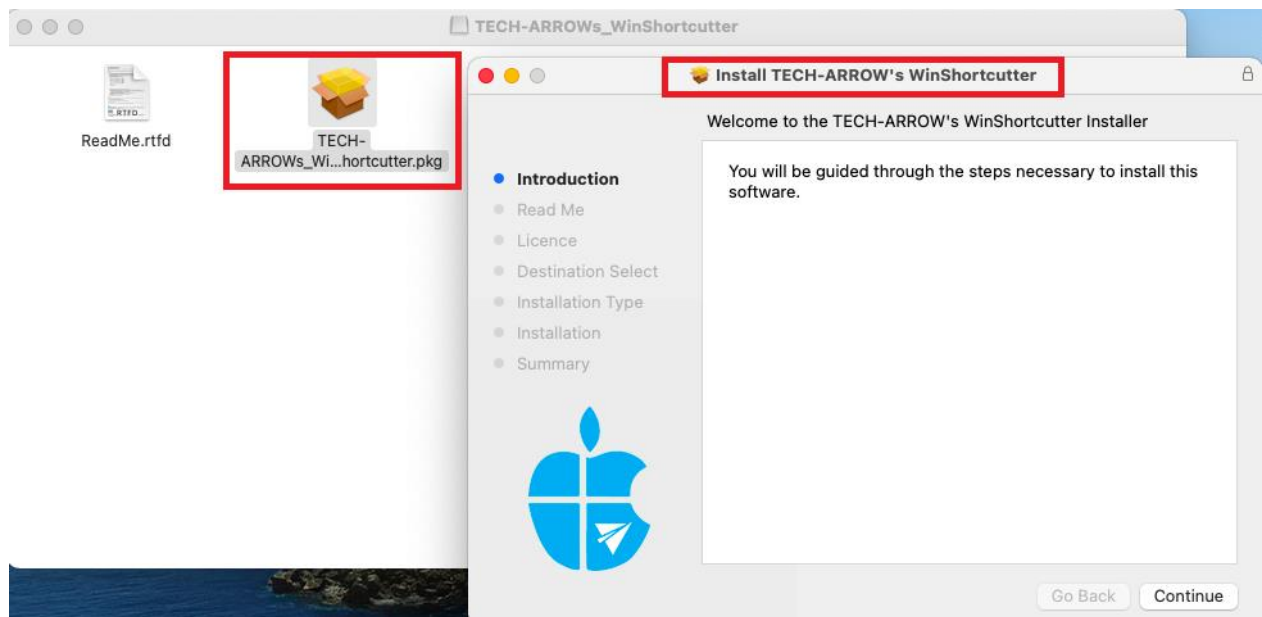 TECH-ARROWs_WinShortcutter
.RTFD
ReadMe.rtfd
TECH-
ARROWs_Wi...hortcutter.pkg
Install TECH-ARROW's WinShortcutter
Welcome to the TECH-ARROW's WinShortcutter Installer
Introduction
Read Me
Licence
Destination Select
Installation Type
Installation
Summary
You will be guided through the steps necessary to install this
software.
Go Back
Continue